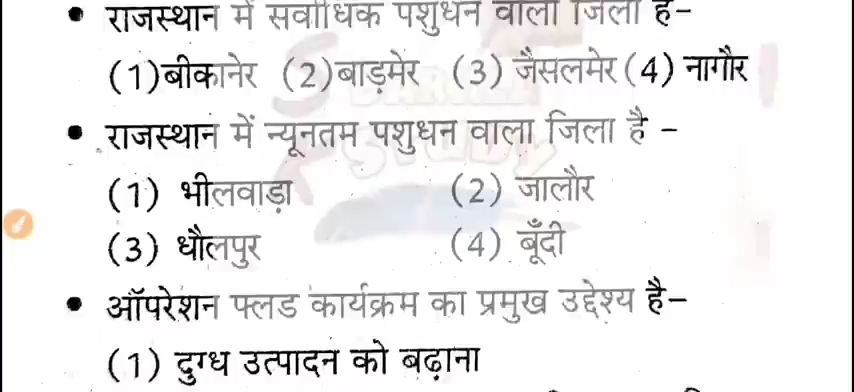 • राजस्थान में सर्वाधिक पशुधन वाला जिला है–
(1)बीकानेर (2)बाड़मेर (3) जैसलमेर (4) नागौर
• राजस्थान में न्यूनतम पशुधन वाला जिला है –
(1) भीलवाड़ा (2) जालौर
(3) धौलपुर (4) बूँदी
• ऑपरेशन फ्लड कार्यक्रम का प्रमुख उद्देश्य है–
(1) दुग्ध उत्पादन को बढ़ाना